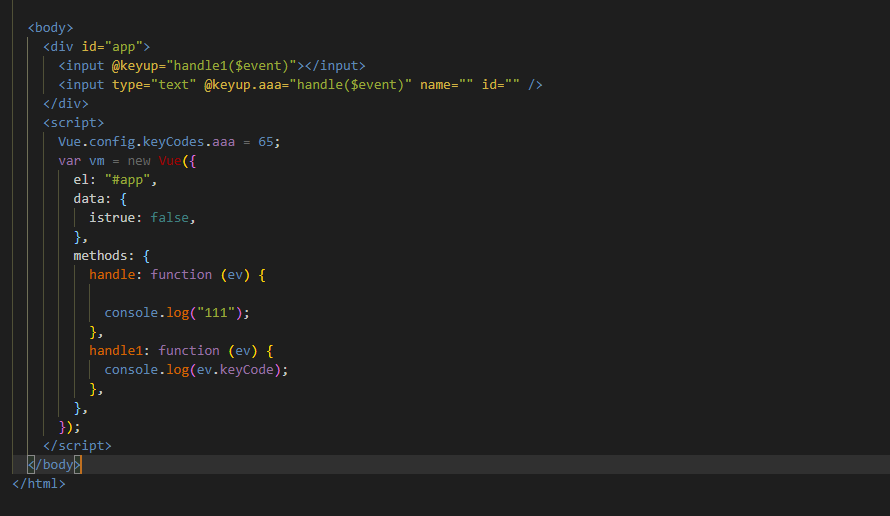 <body>
<div id="app">
<input @keyup="handle1($event)"></input>
<input type="text" @keyup.aaa="handle($event)" name="" id="" />
</div>
<script>
Vue.config.keyCodes.aaa = 65;
var vm = new Vue({
el: "#app",
data: {
istrue: false,
},
methods: {
handle: function (ev) {
console.log("111");
},
handle1: function (ev) {
console.log(ev.keyCode);
},
},
});
</script>
</body>
</html>